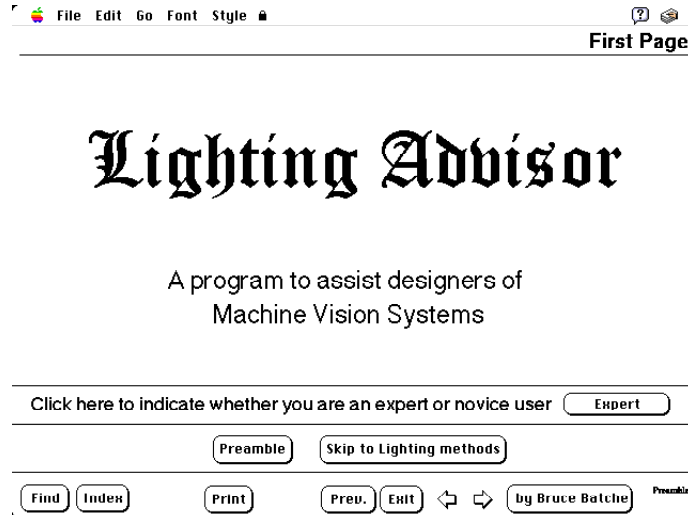 File Edit Go Font Style
First Page
Lighting Advisor
A program to assist designers of
Machine Vision Systems
Click here to indicate whether you are an expert or novice user Expert
Preamble Skip to Lighting methods
Find Index Print Prev. Exit by Bruce Batche Preamble